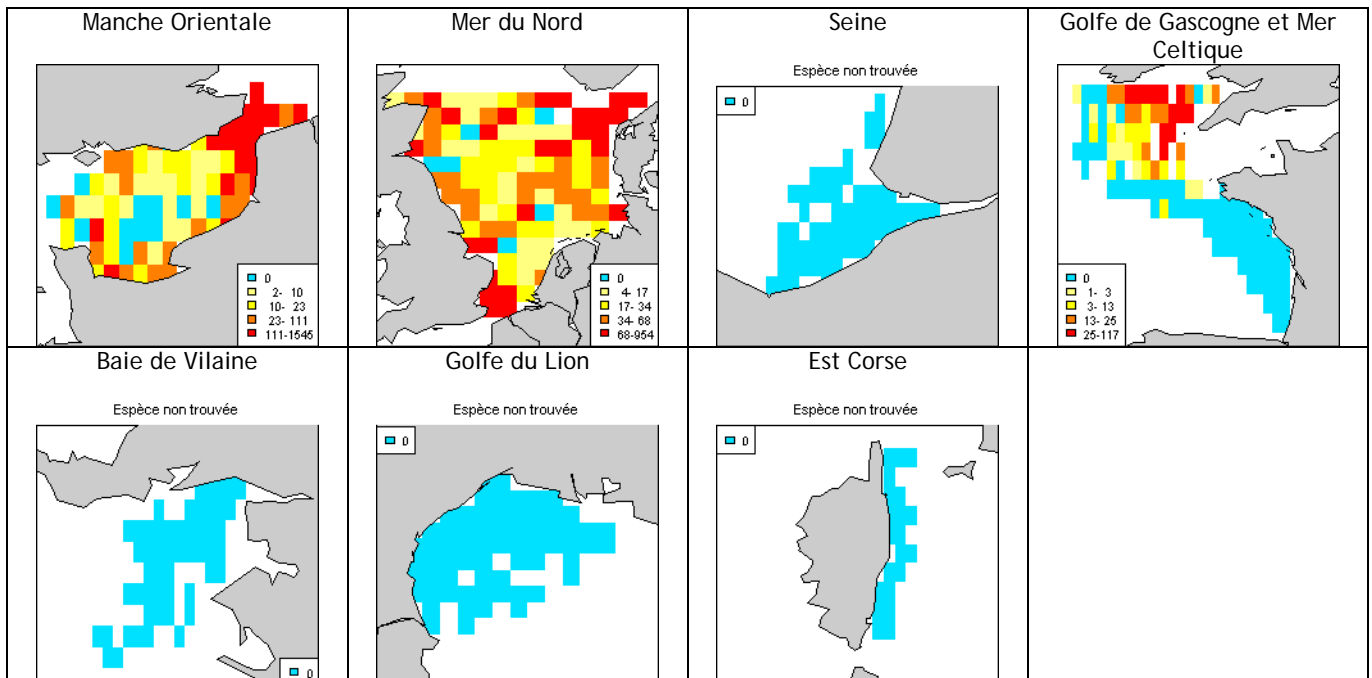 Manche Orientale
0
2- 10
10- 23
23- 111
111-1545
Mer du Nord
0
4- 17
17- 34
34- 68
68-954
Seine
Espèce non trouvée
0
Golfe de Gascogne et Mer
Celtique
0
1- 3
3- 13
13- 25
25-117
Baie de Vilaine
Espèce non trouvée
0
Golfe du Lion
Espèce non trouvée
0
Est Corse
Espèce non trouvée
0